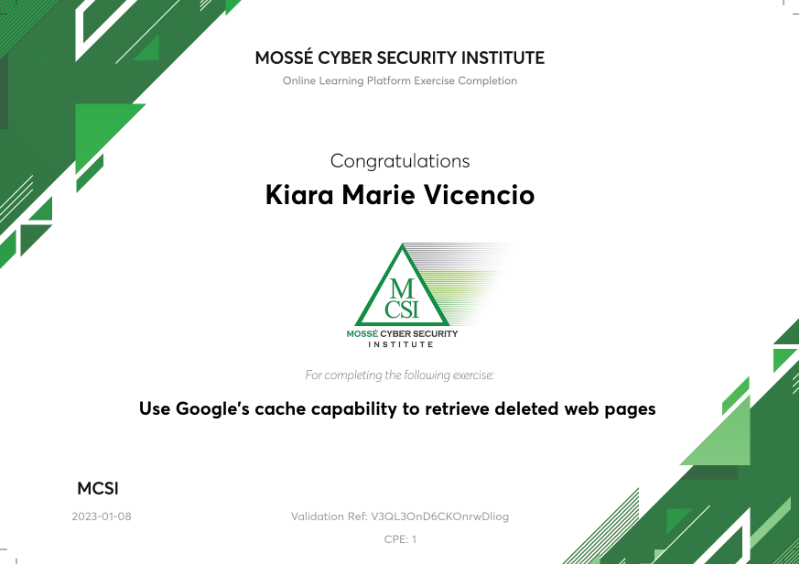 MOSSÉ CYBER SECURITY INSTITUTE
Online Learning Platform Exercise Completion
Congratulations
Kiara Marie Vicencio
M
CSI
MOSSÉ CYBER SECURITY
INSTITUTE
For completing the following exercise:
Use Google's cache capability to retrieve deleted web pages
MCSI
2023-01-08
Validation Ref: V3QL3OnD6CKOnrwDliog
CPE: 1